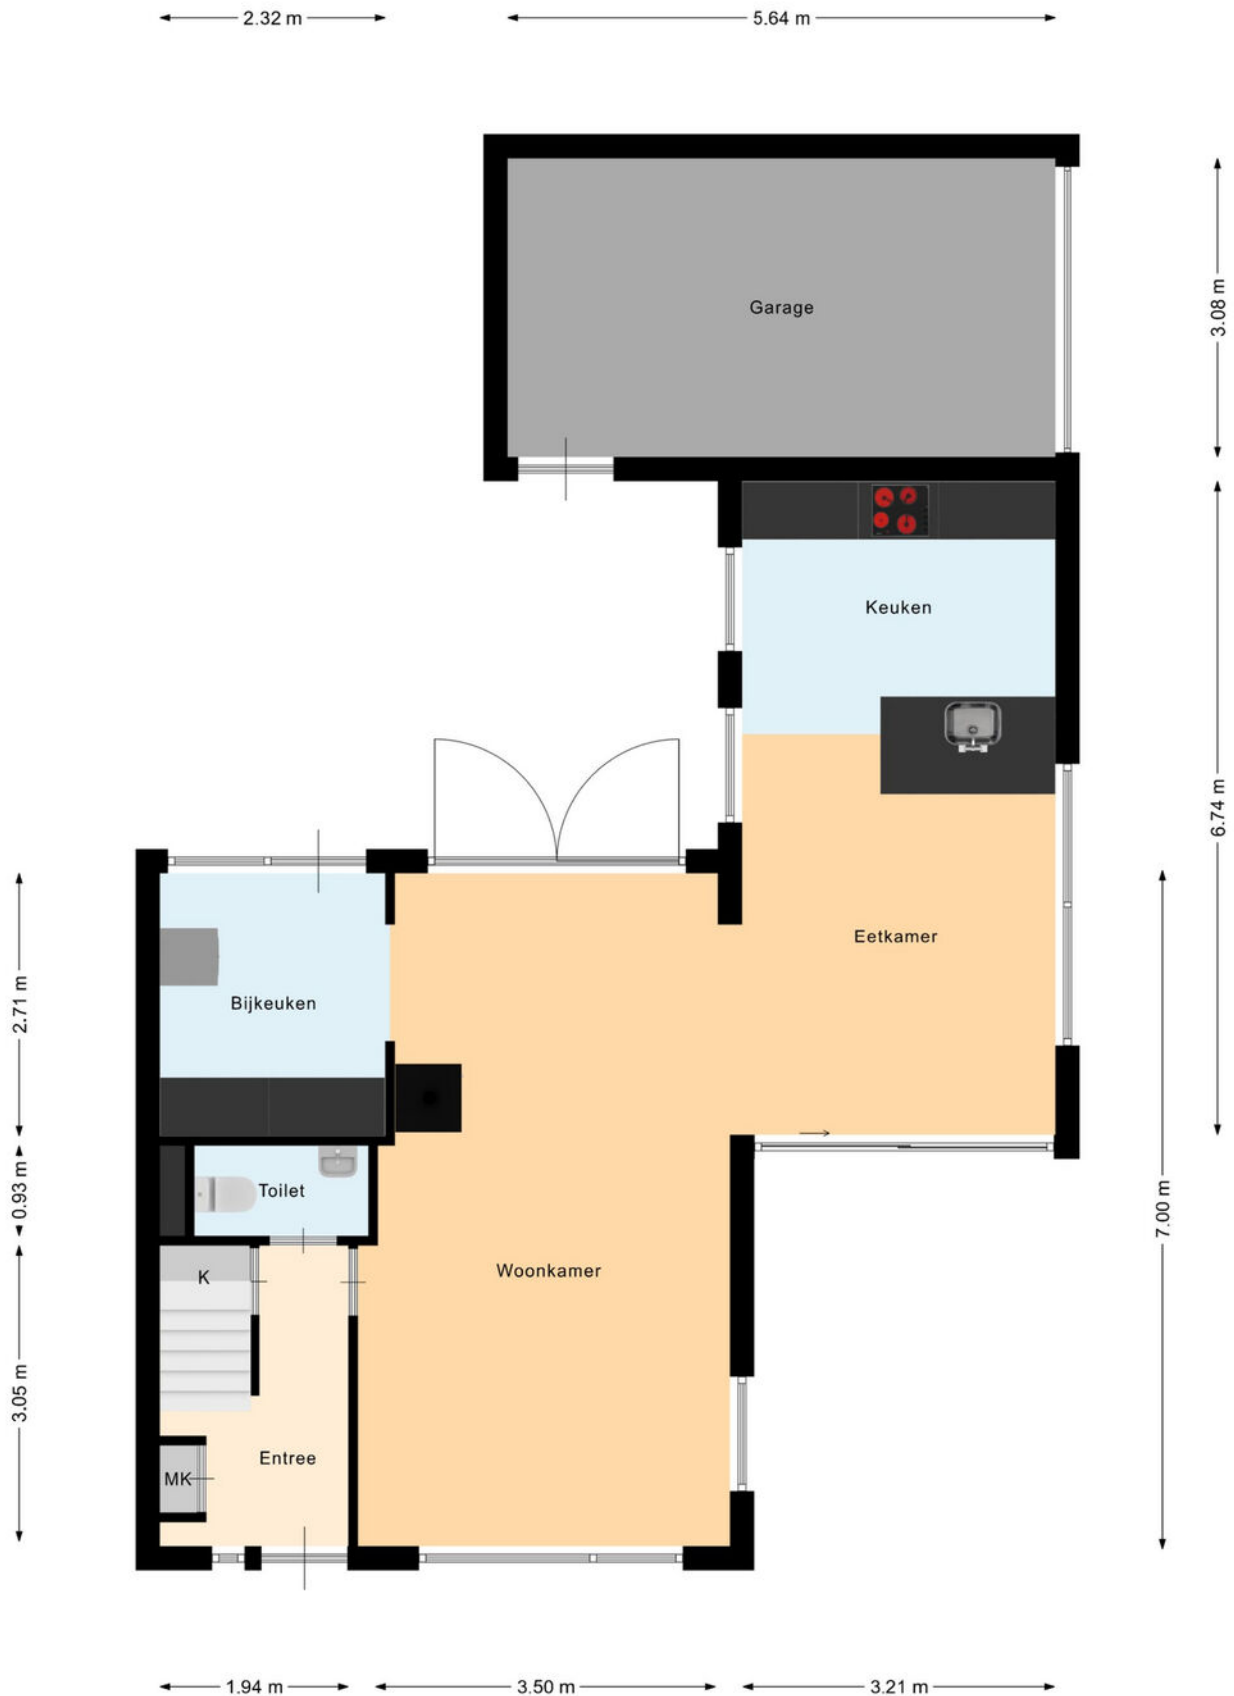 2.32 m
5.64 m
Garage
3.08 m
Keuken
6.74 m
Eetkamer
Bijkeuken
2.71 m
Toilet
0.93 m
7.00 m
K
Woonkamer
3.05 m
Entree
MK
1.94 m
3.50 m
3.21 m